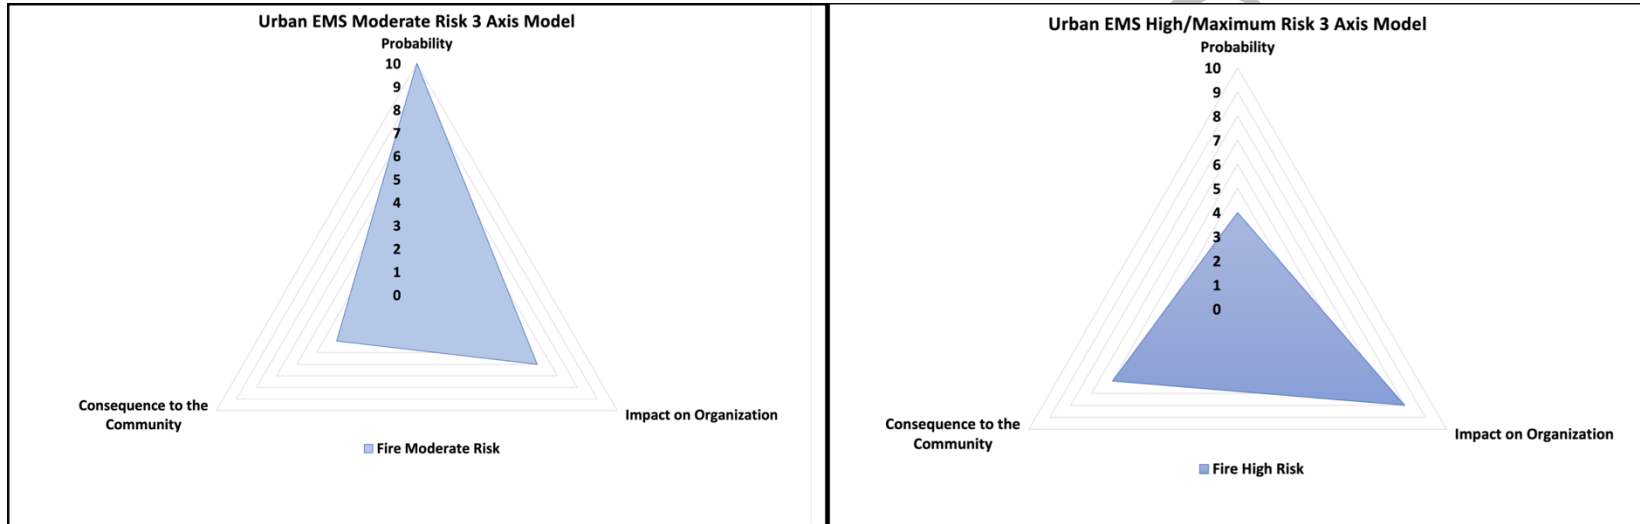 Urban EMS Moderate Risk 3 Axis Model
Probability
10
9
8
7
6
5
4
3
2
1
0
Consequence to the
Community
Impact on Organization
Fire Moderate Risk
Urban EMS High/Maximum Risk 3 Axis Model
Probability
10
9
8
7
6
5
4
3
2
1
0
Consequence to the
Community
Impact on Organization
Fire High Risk